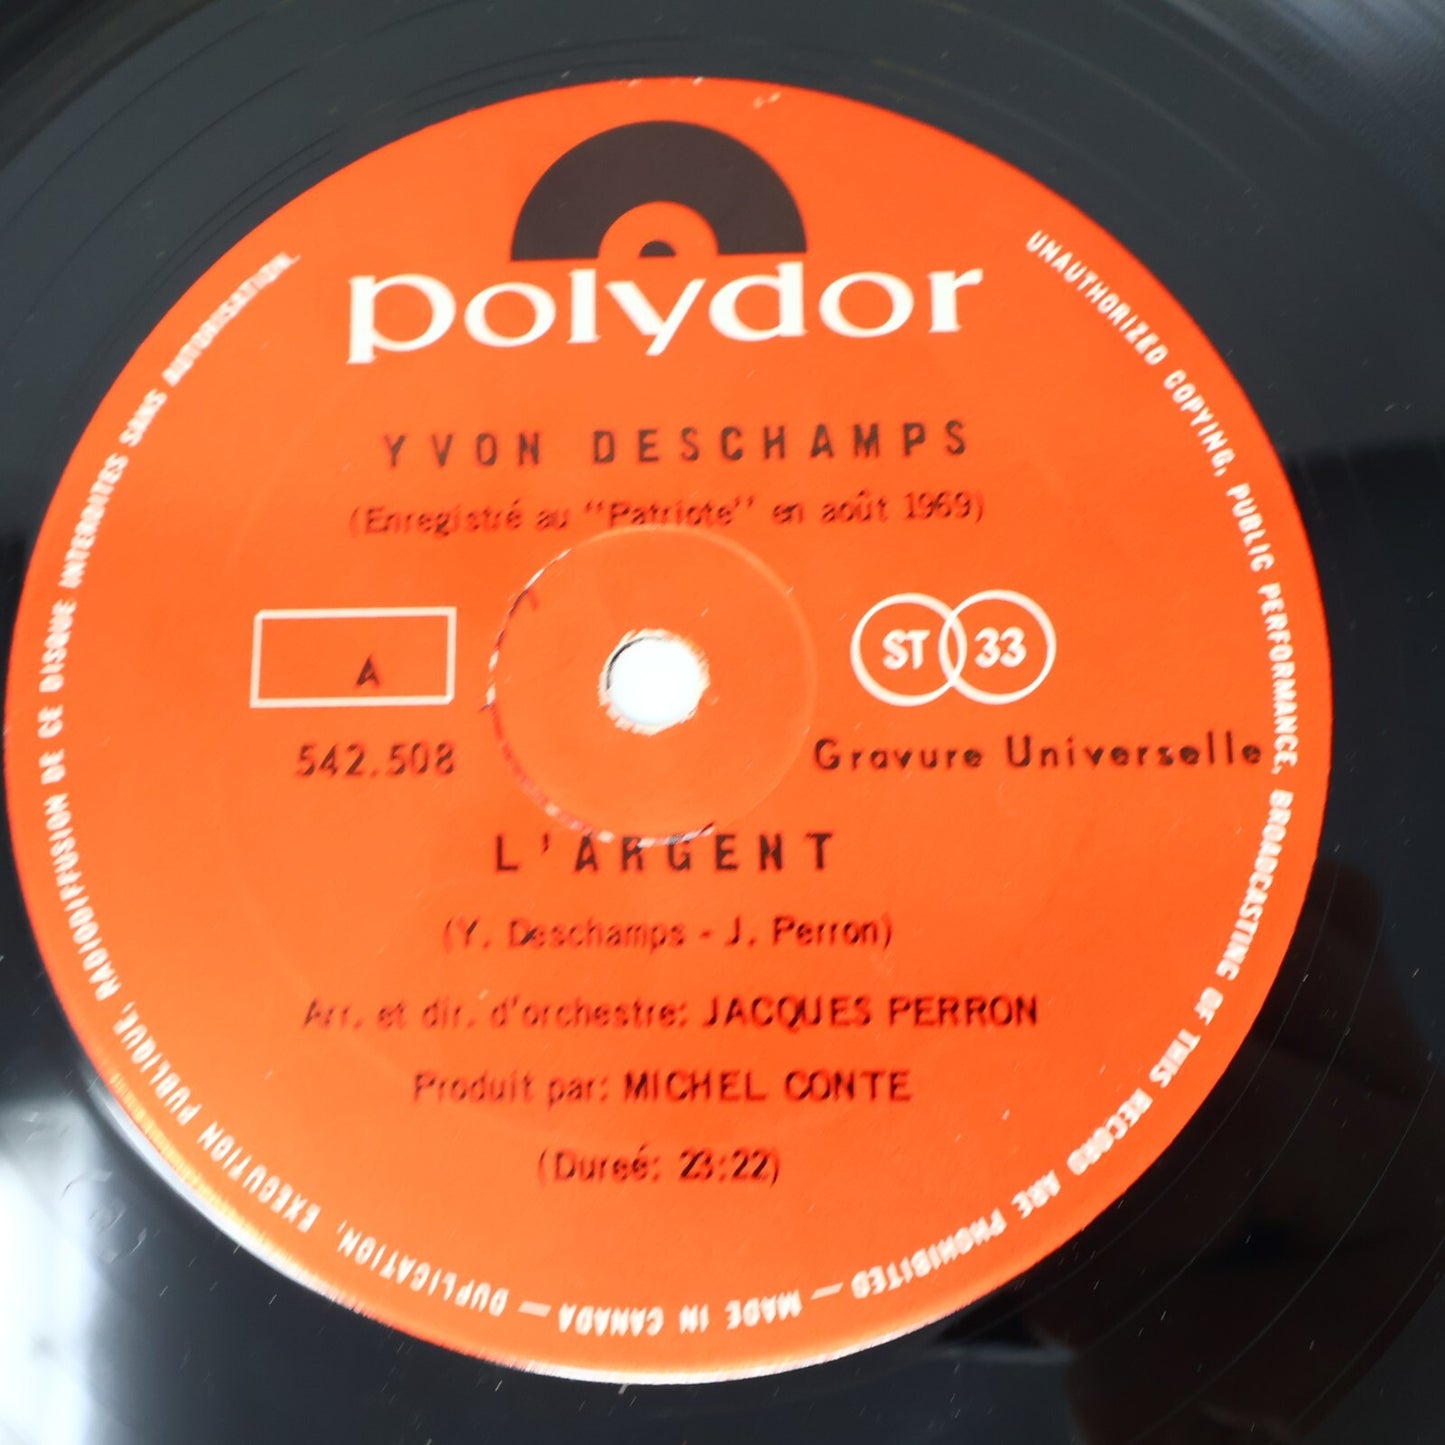 polydor
YVON DESCHAMPS
(Enregistré au "Patriote" en août 1969)
A
ST 33
542.508
Gravure Universelle
L'ARGENT
(Y. Deschamps - J. Perron)
Arr. et dir. d'orchestre: JACQUES PERRON
Produit par: MICHEL CONTE
(Dureé: 23:22)
UNAUTHORIZED COPYING, PUBLIC PERFORMANCE, BROADCASTING OF THIS RECORD ARE PROHIBITED — MADE IN CANADA — DUPLICATION, EXECUTION PUBLIQUE, RADIODIFFUSION DE CE DISQUE INTERDITES SANS AUTORISATION.